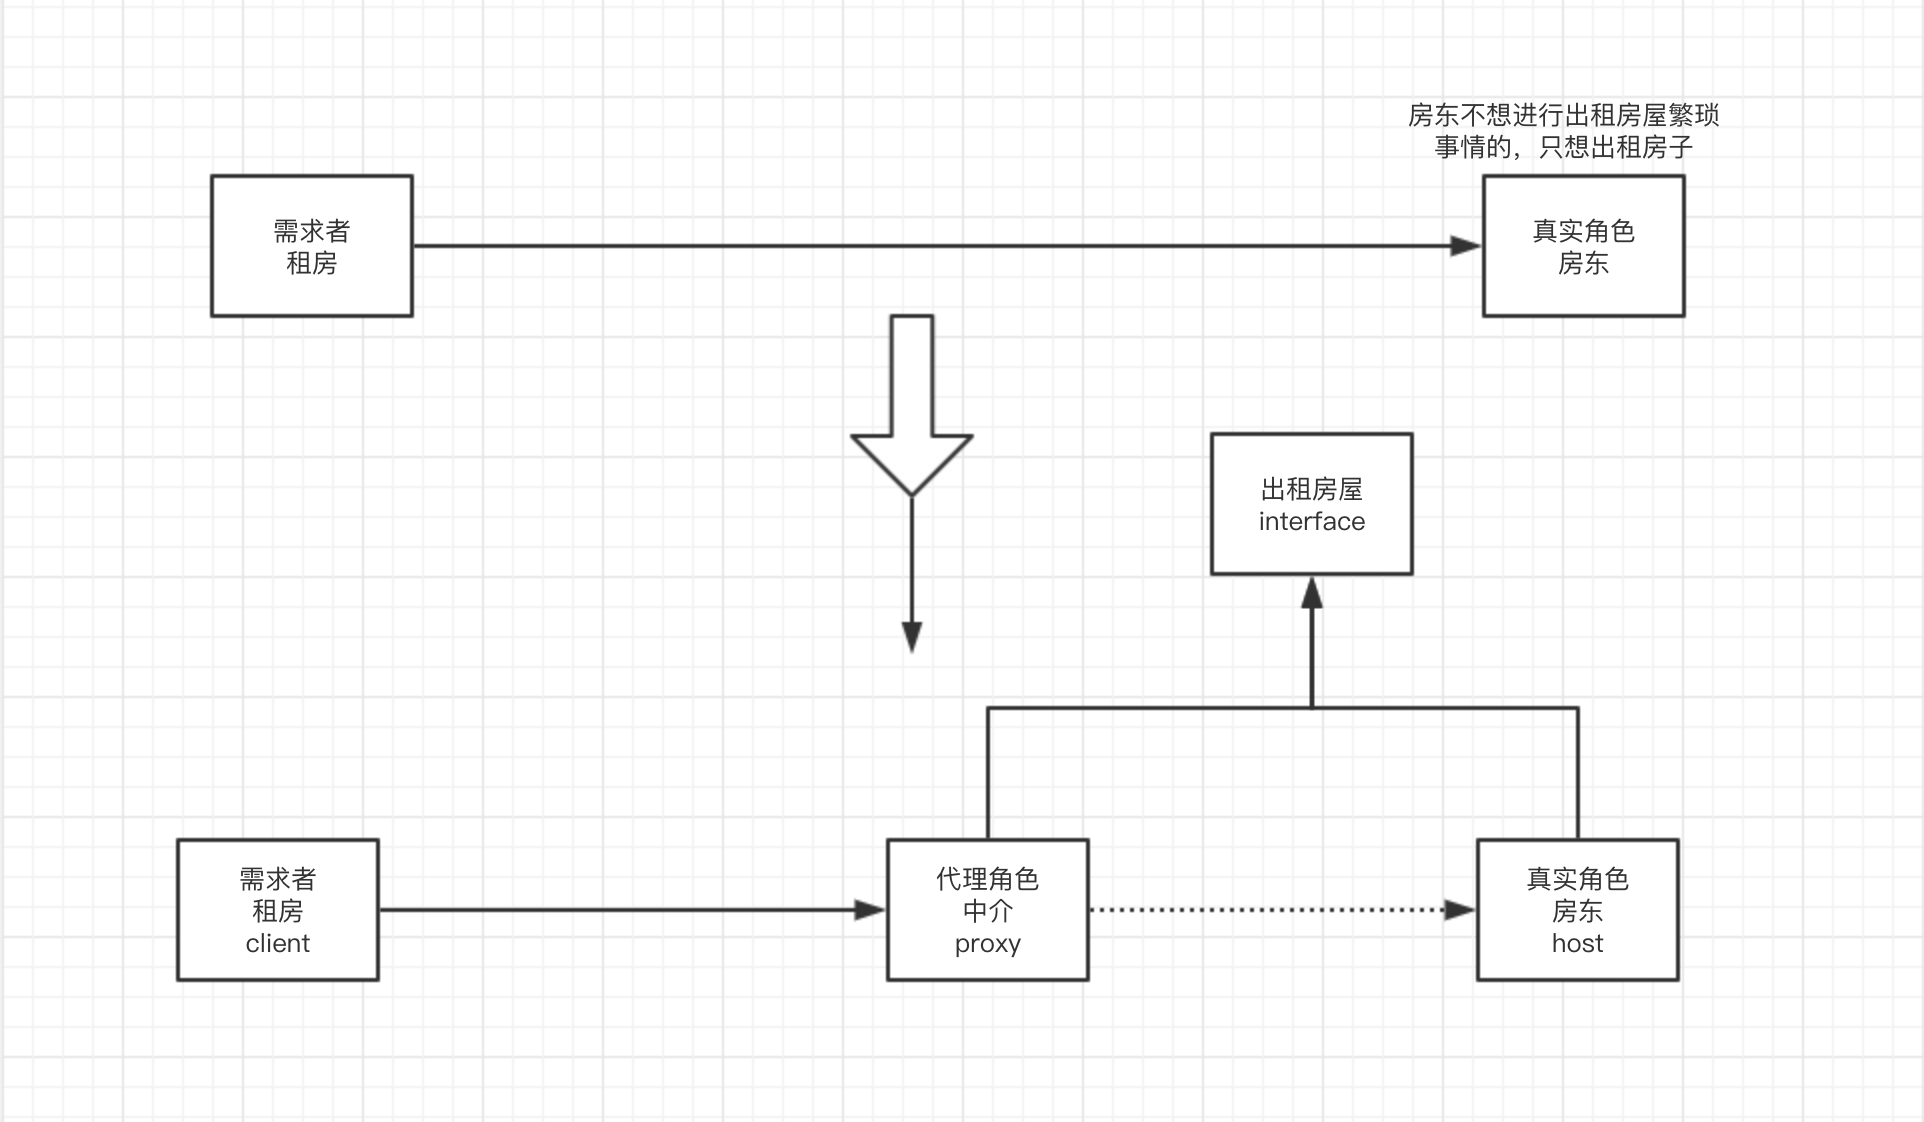 房东不想进行出租房屋繁琐
事情的，只想出租房子
需求者
租房
真实角色
房东
出租房屋
interface
需求者
租房
client
代理角色
中介
proxy
真实角色
房东
host